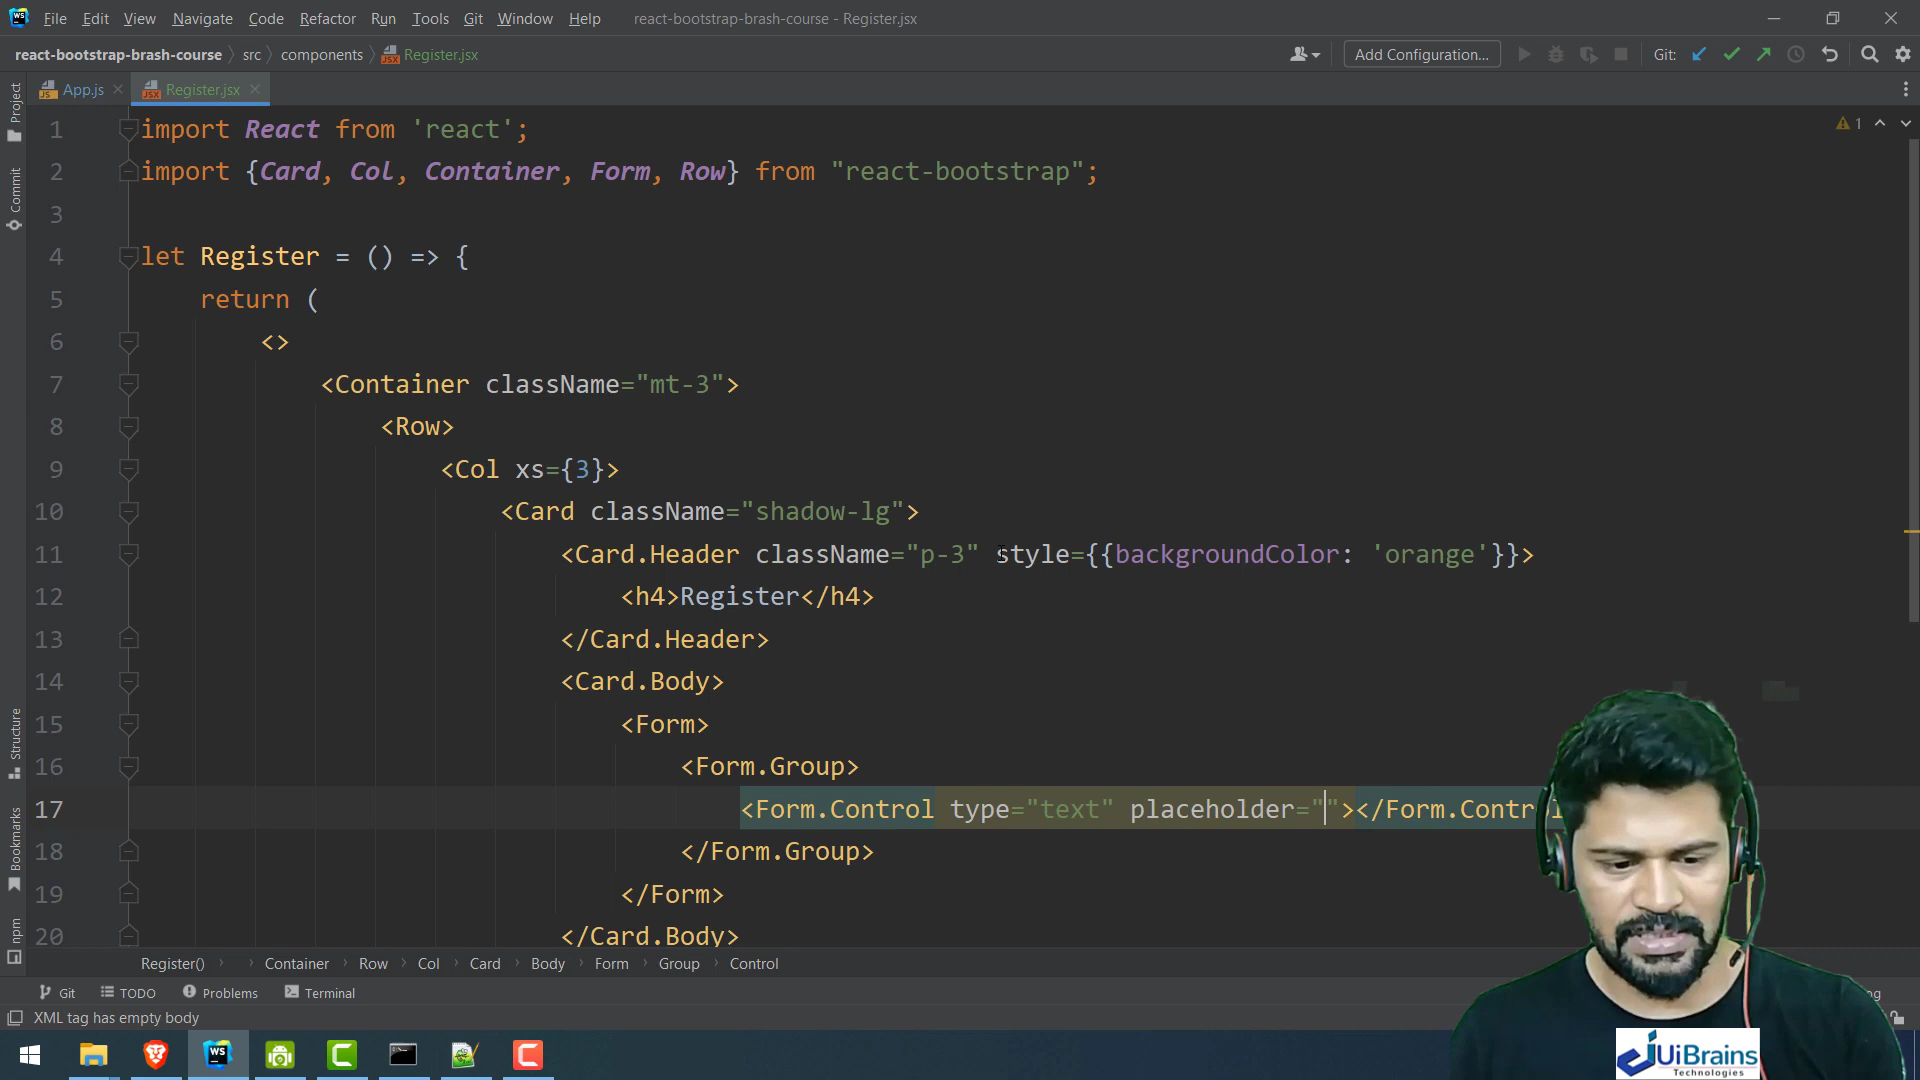 File Edit View Navigate Code Refactor Run Tools Git Window Help react-bootstrap-brash-course - Register.jsx
react-bootstrap-brash-course src components Register.jsx Add Configuration... Git:
App.js Register.jsx
Project
Commit
Structure
Bookmarks
npm
1 import React from 'react';
2 import {Card, Col, Container, Form, Row} from "react-bootstrap";
3
4 let Register = () => {
5 return (
6 <>
7 <Container className="mt-3">
8 <Row>
9 <Col xs={3}>
10 <Card className="shadow-lg">
11 <Card.Header className="p-3" style={{backgroundColor: 'orange'}}>
12 <h4>Register</h4>
13 </Card.Header>
14 <Card.Body>
15 <Form>
16 <Form.Group>
17 <Form.Control type="text" placeholder=""></Form.Control
18 </Form.Group>
19 </Form>
20 </Card.Body>
1
Register() Container Row Col Card Body Form Group Control
Git TODO Problems Terminal
XML tag has empty body
WS
UiBrains
Technologies